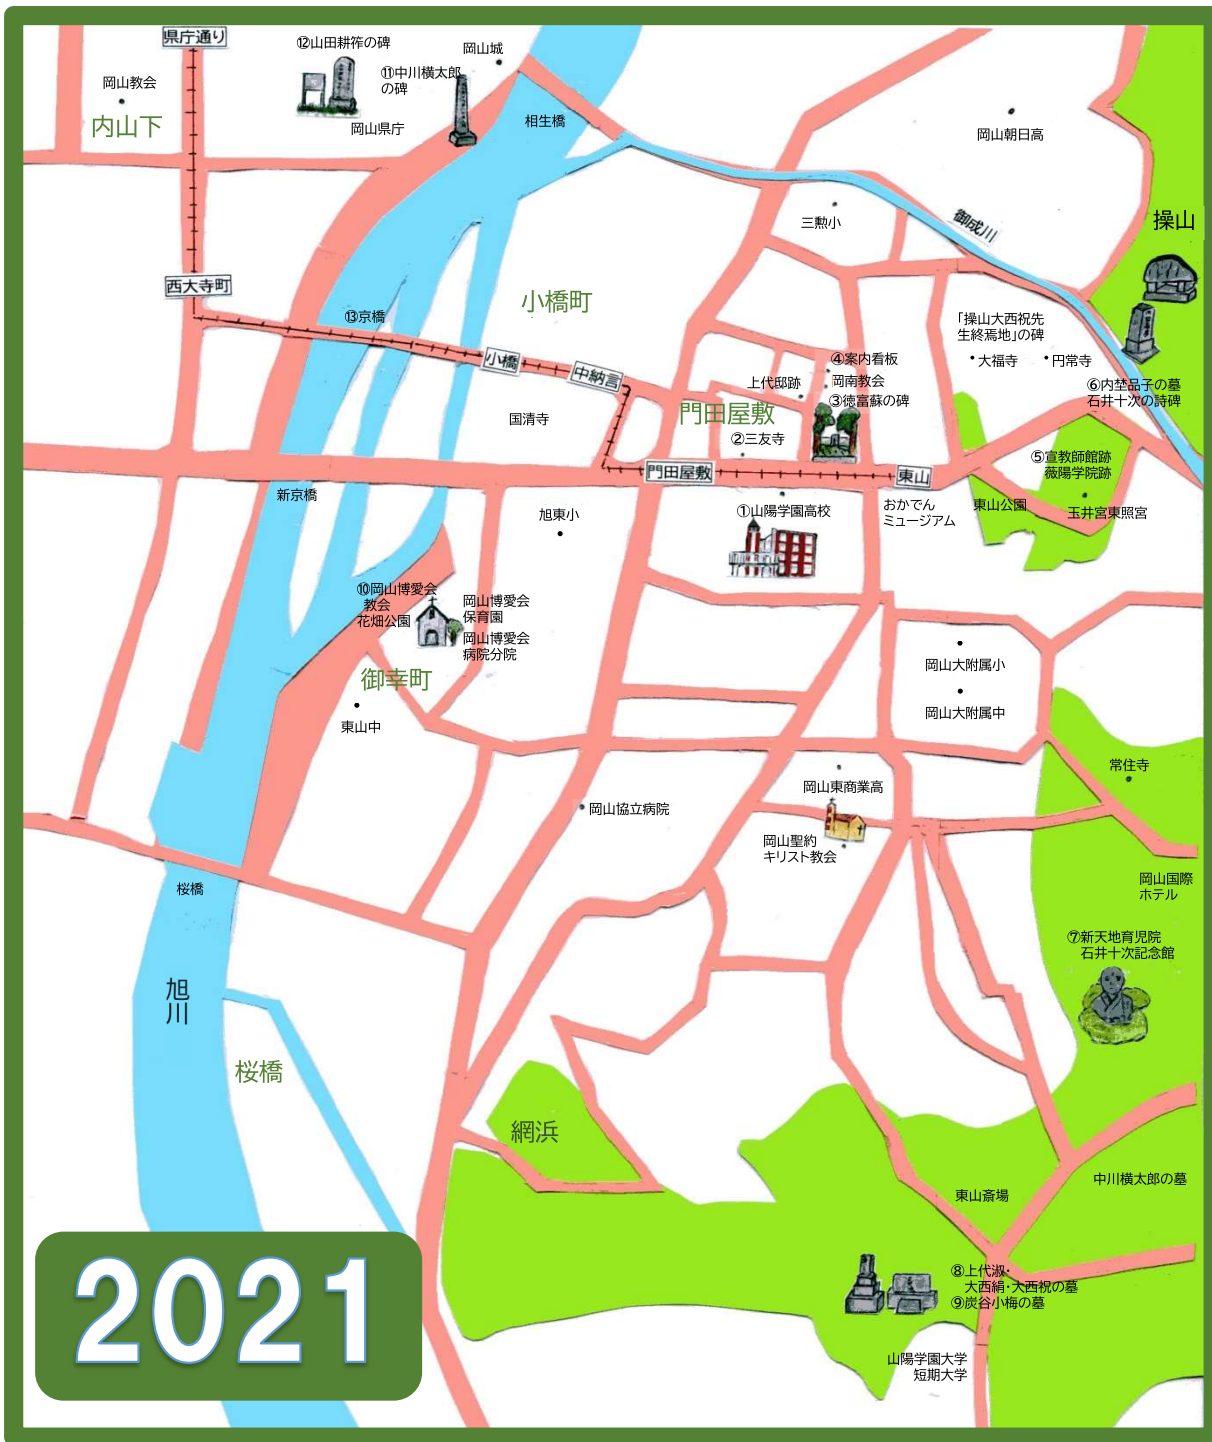 県庁通り
⑫山田耕筰の碑
岡山城
⑪中川横太郎
の碑
岡山教会
内山下
岡山県庁
相生橋
岡山朝日高
三勲小
御成川
操山
西大寺町
小橋町
⑬京橋
「操山大西祝先
生終焉地」の碑
小橋
中納言
④案内看板
大福寺
円常寺
上代邸跡
岡南教会
⑥内埜品子の墓
石井十次の詩碑
③徳富蘇の碑
門田屋敷
国清寺
②三友寺
⑤宣教師館跡
薇陽学院跡
門田屋敷
東山
新京橋
旭東小
①山陽学園高校
おかでん
ミュージアム
東山公園
玉井宮東照宮
⑩岡山博愛会
教会
花畑公園
岡山博愛会
保育園
岡山博愛会
病院分院
御幸町
東山中
岡山大附属小
岡山大附属中
常住寺
岡山東商業高
岡山協立病院
岡山聖約
キリスト教会
桜橋
岡山国際
ホテル
⑦新天地育児院
石井十次記念館
旭川
桜橋
網浜
東山斎場
中川横太郎の墓
⑧上代淑・
大西絹・大西祝の墓
⑨炭谷小梅の墓
山陽学園大学
短期大学
2021